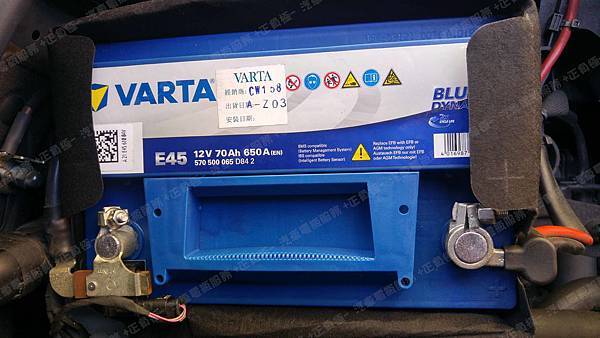 VARTA®
VARTA
經銷商: CW158
出貨日期: A-Z03
安裝日期:
BLUE
DYNAMIC
E45 12V 70Ah 650A (EN)
570 500 065 D84 2
BMS compatible
(Battery Management System)
IBS compatible
(Intelligent Battery Sensor)
Replace EFB with EFB or
AGM technology only!
Austausch EFB nur mit EFB
oder AGM Technologie!